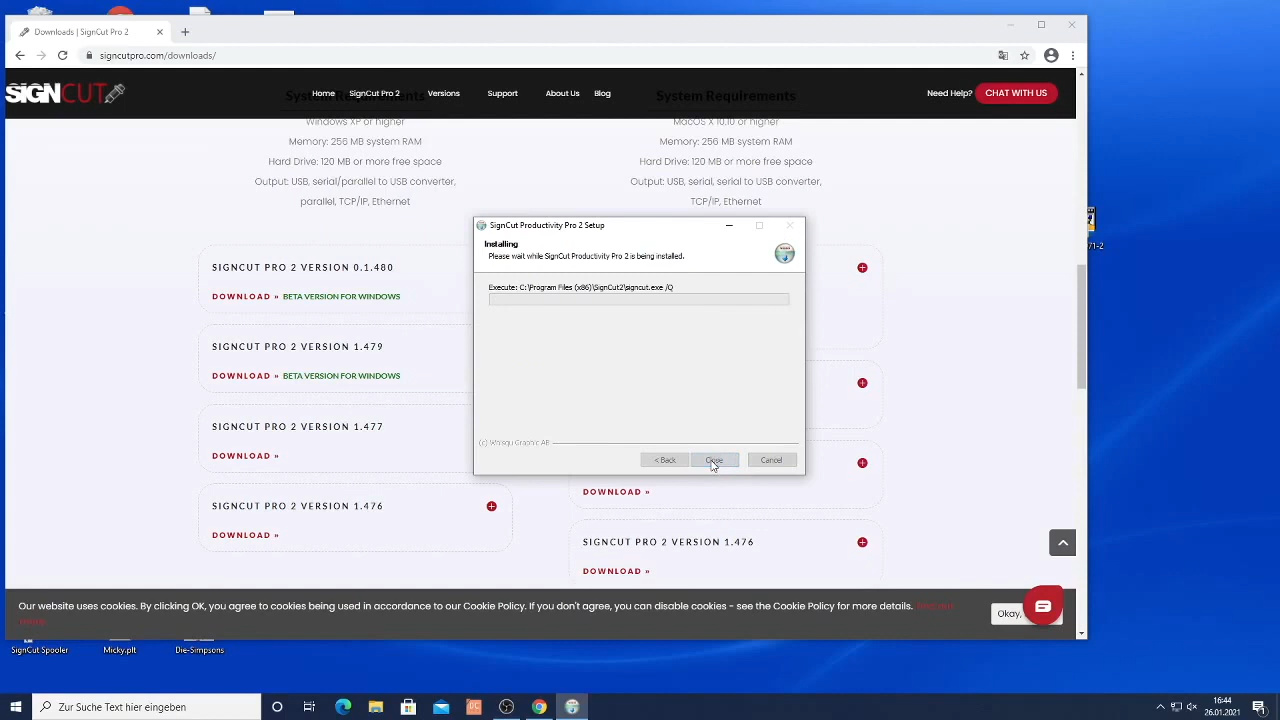 Downloads | SignCut Pro 2
signcutpro.com/downloads/
SIGNCUT
Home SignCut Pro 2 Versions Support About Us Blog Need Help? CHAT WITH US
System Requirements
Windows XP or higher
Memory: 256 MB system RAM
Hard Drive: 120 MB or more free space
Output: USB, serial/parallel to USB converter,
parallel, TCP/IP, Ethernet
System Requirements
MacOS X 10.10 or higher
Memory: 256 MB system RAM
Hard Drive: 120 MB or more free space
Output: USB, serial, serial to USB converter,
TCP/IP, Ethernet
SIGNCUT PRO 2 VERSION 0.1.480
DOWNLOAD » BETA VERSION FOR WINDOWS
SIGNCUT PRO 2 VERSION 1.479
DOWNLOAD » BETA VERSION FOR WINDOWS
SIGNCUT PRO 2 VERSION 1.477
DOWNLOAD »
SIGNCUT PRO 2 VERSION 1.476
DOWNLOAD »
SignCut Productivity Pro 2 Setup
Installing
Please wait while SignCut Productivity Pro 2 is being installed.
Execute: C:\Program Files (x86)\SignCut2\signcut.exe /Q
< Back Close Cancel
DOWNLOAD »
SIGNCUT PRO 2 VERSION 1.476
DOWNLOAD »
Our website uses cookies. By clicking OK, you agree to cookies being used in accordance to our Cookie Policy. If you don't agree, you can disable cookies - see the Cookie Policy for more details.
Okay,
SignCut Spooler Micky.plt Die-Simpsons
Zur Suche Text hier eingeben
16:44
26.01.2021